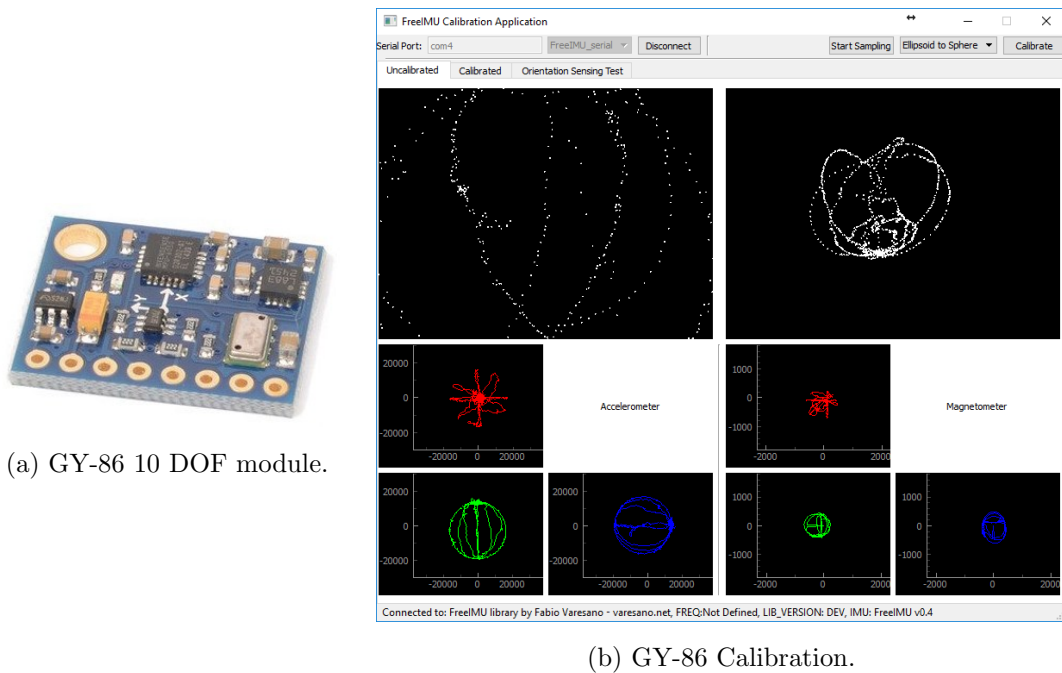 FreeIMU Calibration Application
Serial Port: com4 FreeIMU_serial Disconnect Start Sampling Ellipsoid to Sphere Calibrate
Uncalibrated Calibrated Orientation Sensing Test
Y X
20000
0
-20000
-20000 0 20000
Accelerometer
1000
0
-1000
-2000 0 2000
Magnetometer
20000
0
-20000
-20000 0 20000
20000
0
-20000
-20000 0 20000
1000
0
-1000
-2000 0 2000
1000
0
-1000
-2000 0 2000
Connected to: FreeIMU library by Fabio Varesano - varesano.net, FREQ:Not Defined, LIB_VERSION: DEV, IMU: FreeIMU v0.4
(a) GY-86 10 DOF module.
(b) GY-86 Calibration.